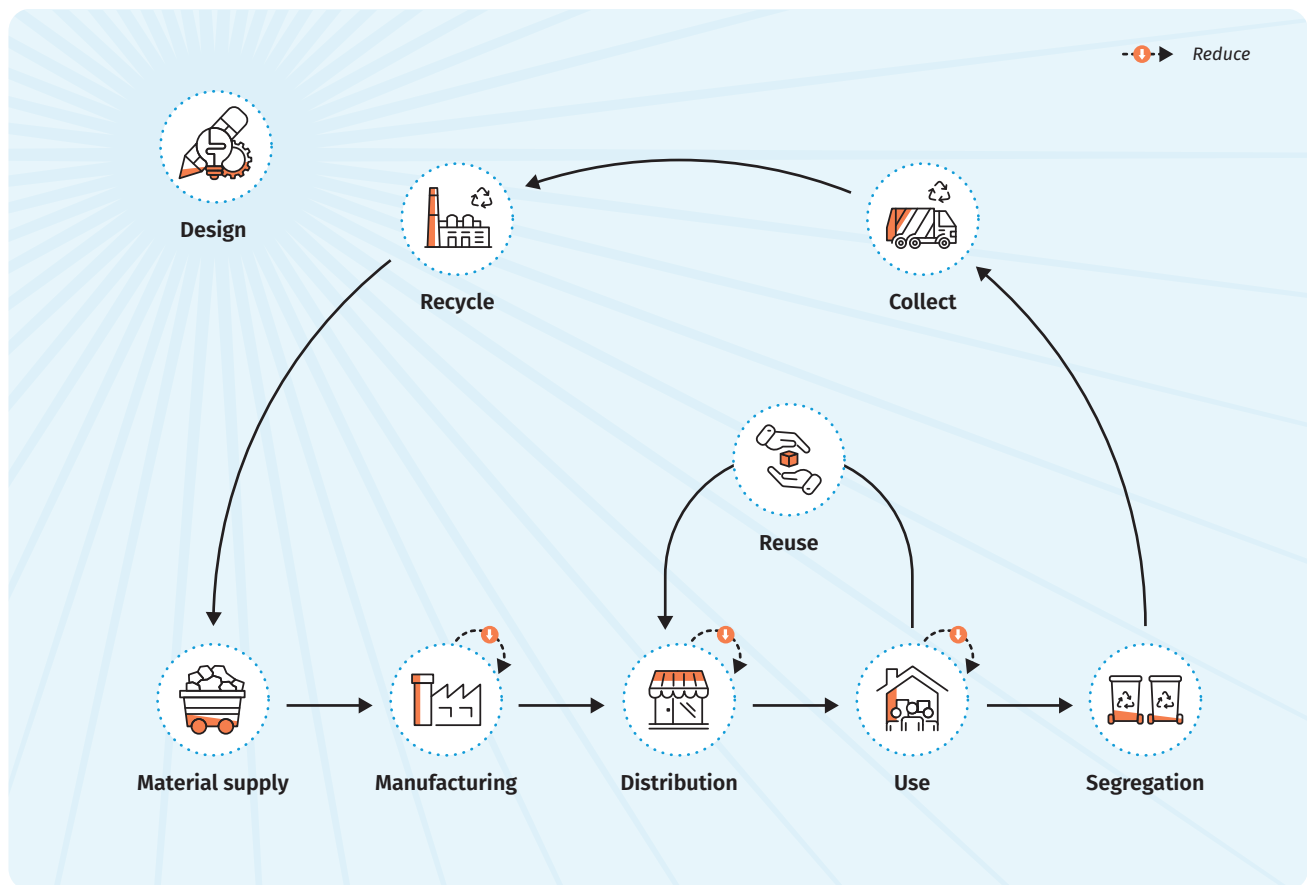 Reduce
Design
Recycle
Collect
Reuse
Material supply
Manufacturing
Distribution
Use
Segregation